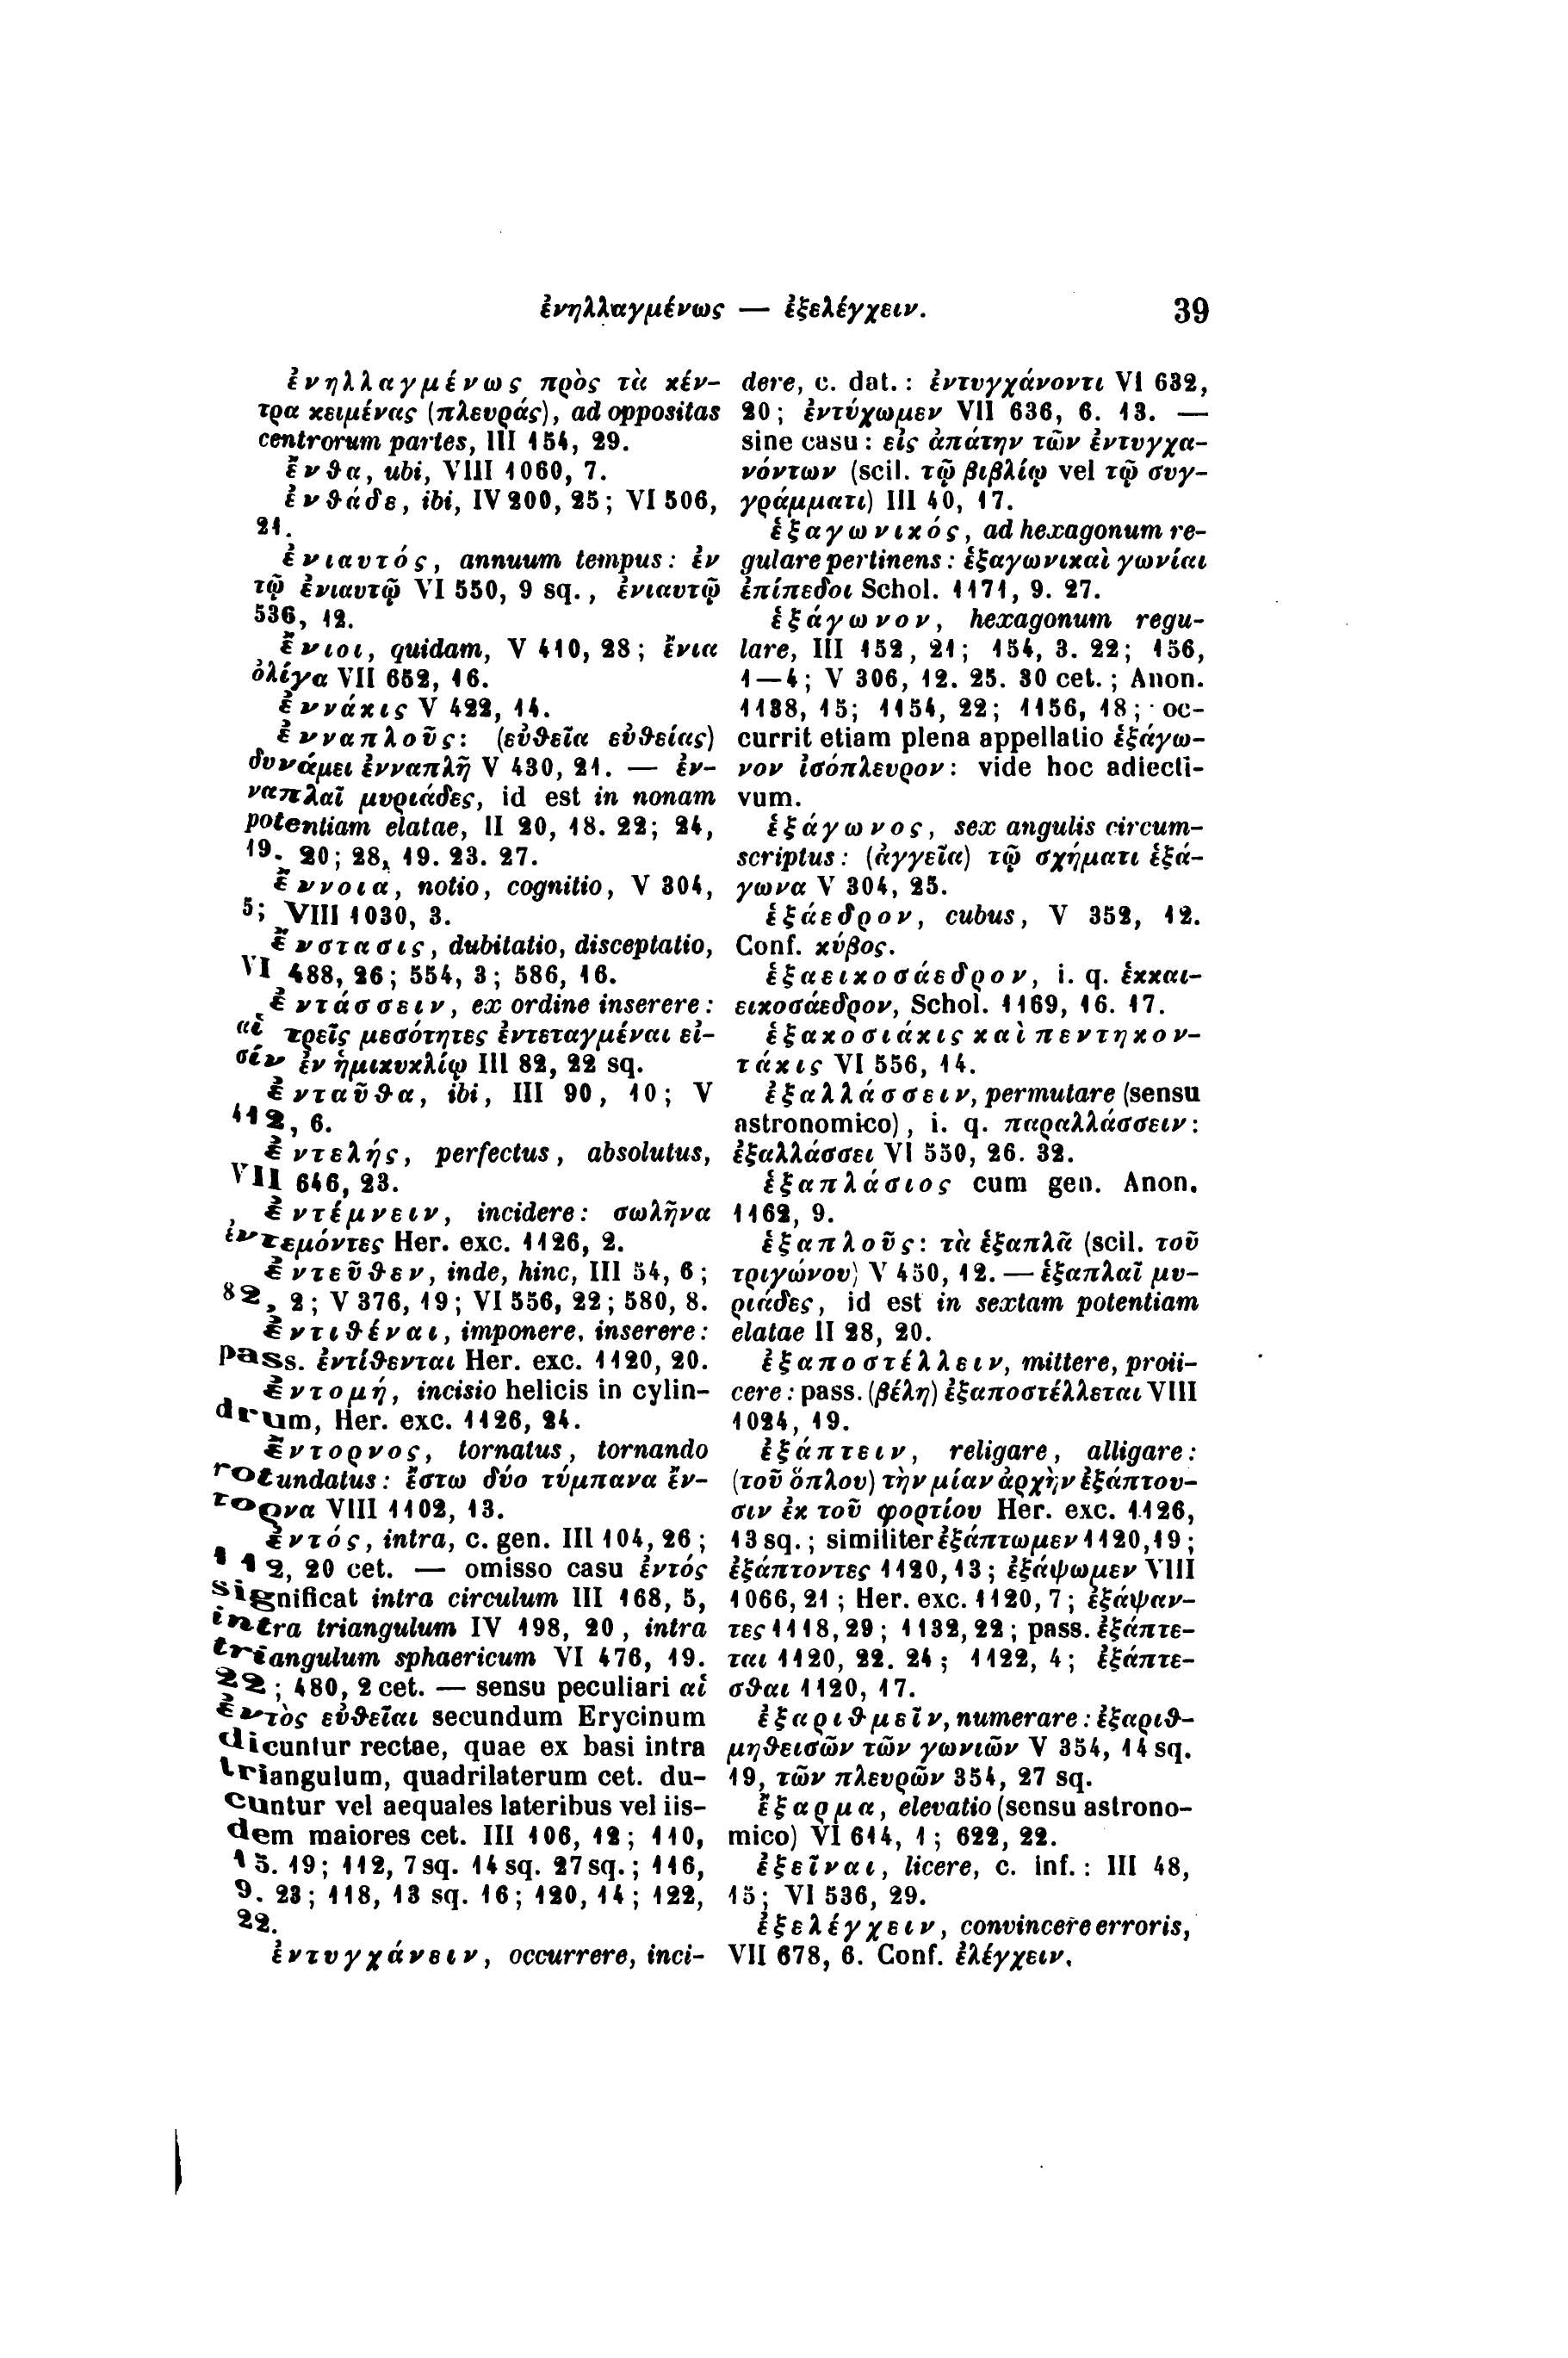 ἐνηλλαγμένως — ἐξελέγχειν. 39
ἐνηλλαγμένως πρὸς τὰ κέν-
τρα κειμένας (πλευράς), ad oppositas
centrorum partes, III 154, 29.
ἔνθα, ubi, VIII 1060, 7.
ἐνθάδε, ibi, IV 200, 25; VI 506,
21.
ἐνιαυτός, annuum tempus: ἐν
τῷ ἐνιαυτῷ VI 550, 9 sq., ἐνιαυτῷ
536, 12.
ἔνιοι, quidam, V 410, 28; ἔνια
ὀλίγα VII 652, 16.
ἐννάκις V 422, 14.
ἐνναπλοῦς: (εὐθεῖα εὐθείας)
δυνάμει ἐνναπλῆ V 430, 21. — ἐν-
ναπλαῖ μυριάδες, id est in nonam
potentiam elatae, II 20, 18. 22; 24,
19. 20; 28, 19. 23. 27.
ἔννοια, notio, cognitio, V 304,
5; VIII 1030, 3.
ἔνστασις, dubitatio, disceptatio,
VI 488, 26; 554, 3; 586, 16.
ἐντάσσειν, ex ordine inserere:
αἱ τρεῖς μεσότητες ἐντεταγμέναι εἰ-
σὶν ἐν ἡμικυκλίῳ III 82, 22 sq.
ἐνταῦθα, ibi, III 90, 10; V
412, 6.
ἐντελής, perfectus, absolutus,
VII 646, 23.
ἐντέμνειν, incidere: σωλῆνα
ἐντεμόντες Her. exc. 1126, 2.
ἐντεῦθεν, inde, hinc, III 54, 6;
82, 2; V 376, 19; VI 556, 22; 580, 8.
ἐντιθέναι, imponere, inserere:
pass. ἐντίθενται Her. exc. 1120, 20.
ἐντομή, incisio helicis in cylin-
drum, Her. exc. 1126, 24.
ἔντορνος, tornatus, tornando
rotundatus: ἔστω δύο τύμπανα ἔν-
τορνα VIII 1102, 13.
ἐντός, intra, c. gen. III 104, 26;
112, 20 cet. — omisso casu ἐντός
significat intra circulum III 168, 5,
intra triangulum IV 198, 20, intra
triangulum sphaericum VI 476, 19.
22; 480, 2 cet. — sensu peculiari αἱ
ἐντὸς εὐθεῖαι secundum Erycinum
dicuntur rectae, quae ex basi intra
triangulum, quadrilaterum cet. du-
cuntur vel aequales lateribus vel iis-
dem maiores cet. III 106, 12; 110,
15. 19; 112, 7 sq. 14 sq. 27 sq.; 116,
9. 23; 118, 13 sq. 16; 120, 14; 122,
22.
ἐντυγχάνειν, occurrere, inci-
dere, c. dat.: ἐντυγχάνοντι VI 632,
20; ἐντύχωμεν VII 636, 6. 13. —
sine casu: εἰς ἀπάτην τῶν ἐντυγχα-
νόντων (scil. τῷ βιβλίῳ vel τῷ συγ-
γράμματι) III 40, 17.
ἑξαγωνικός, ad hexagonum re-
gulare pertinens: ἑξαγωνικαὶ γωνίαι
ἐπίπεδοι Schol. 1171, 9. 27.
ἑξάγωνον, hexagonum regu-
lare, III 152, 21; 154, 3. 22; 156,
1—4; V 306, 12. 25. 30 cet.; Anon.
1138, 15; 1154, 22; 1156, 18; oc-
currit etiam plena appellatio ἑξάγω-
νον ἰσόπλευρον: vide hoc adiecti-
vum.
ἑξάγωνος, sex angulis circum-
scriptus: (ἀγγεῖα) τῷ σχήματι ἑξά-
γωνα V 304, 25.
ἑξάεδρον, cubus, V 352, 12.
Conf. κύβος.
ἑξαεικοσάεδρον, i. q. ἑκκαι-
εικοσάεδρον, Schol. 1169, 16. 17.
ἑξακοσιάκις καὶ πεντηκον-
τάκις VI 556, 14.
ἐξαλλάσσειν, permutare (sensu
astronomico), i. q. παραλλάσσειν:
ἐξαλλάσσει VI 550, 26. 32.
ἑξαπλάσιος cum gen. Anon.
1162, 9.
ἑξαπλοῦς: τὰ ἑξαπλᾶ (scil. τοῦ
τριγώνου) V 450, 12. — ἑξαπλαῖ μυ-
ριάδες, id est in sextam potentiam
elatae II 28, 20.
ἐξαποστέλλειν, mittere, proii-
cere: pass. (βέλη) ἐξαποστέλλεται VIII
1024, 19.
ἐξάπτειν, religare, alligare:
(τοῦ ὅπλου) τὴν μίαν ἀρχὴν ἐξάπτου-
σιν ἐκ τοῦ φορτίου Her. exc. 1126,
13 sq.; similiter ἐξάπτωμεν 1120, 19;
ἐξάπτοντες 1120, 13; ἐξάψωμεν VIII
1066, 21; Her. exc. 1120, 7; ἐξάψαν-
τες 1118, 29; 1132, 22; pass. ἐξάπτε-
ται 1120, 22. 24; 1122, 4; ἐξάπτε-
σθαι 1120, 17.
ἐξαριθμεῖν, numerare: ἐξαριθ-
μηθεισῶν τῶν γωνιῶν V 354, 14 sq.
19, τῶν πλευρῶν 354, 27 sq.
ἔξαρμα, elevatio (sensu astrono-
mico) VI 614, 1; 622, 22.
ἐξεῖναι, licere, c. inf.: III 48,
15; VI 536, 29.
ἐξελέγχειν, convincere erroris,
VII 678, 6. Conf. ἐλέγχειν.